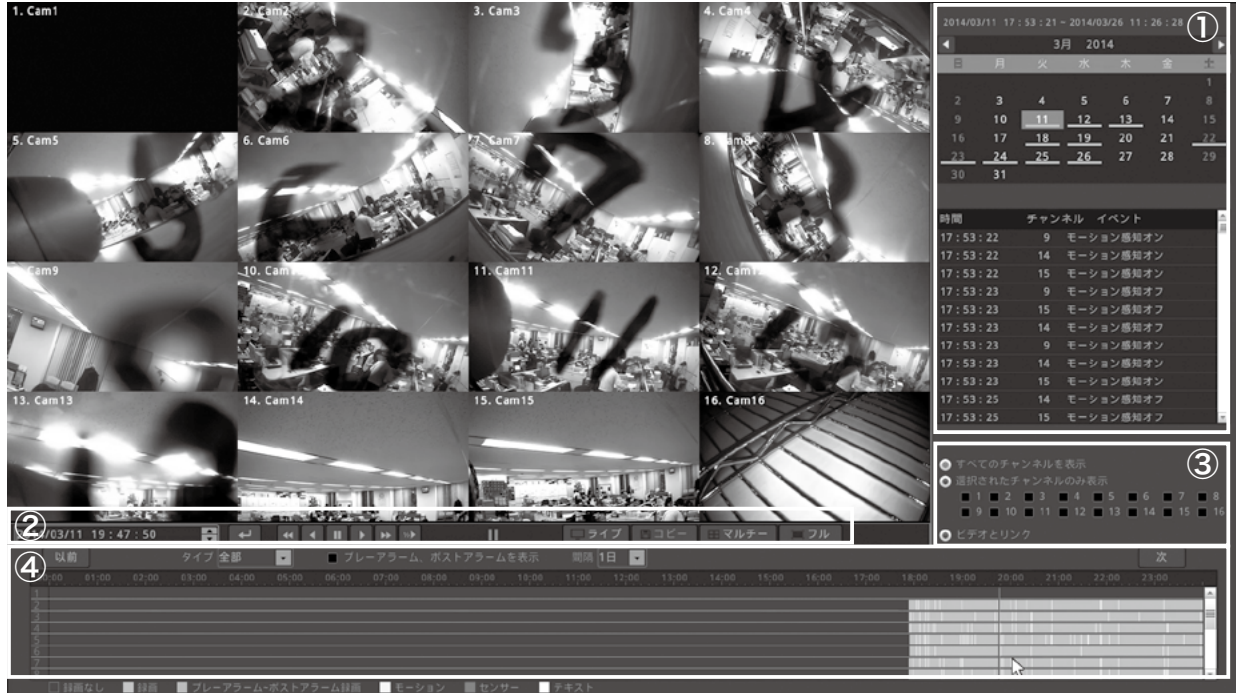 1. Cam1
2. Cam2
3. Cam3
4. Cam4
5. Cam5
6. Cam6
7. Cam7
8. Cam8
9. Cam9
10. Cam10
11. Cam11
12. Cam12
13. Cam13
14. Cam14
15. Cam15
16. Cam16
①
2014/03/11 17:53:21 ~ 2014/03/26 11:26:28
3月 2014
日 月 火 水 木 金 土
1
2 3 4 5 6 7 8
9 10 11 12 13 14 15
16 17 18 19 20 21 22
23 24 25 26 27 28 29
30 31
時間 チャンネル イベント
17:53:22 9 モーション感知オン
17:53:22 14 モーション感知オン
17:53:22 15 モーション感知オン
17:53:23 9 モーション感知オフ
17:53:23 15 モーション感知オフ
17:53:23 14 モーション感知オフ
17:53:23 9 モーション感知オン
17:53:23 14 モーション感知オン
17:53:23 15 モーション感知オン
17:53:25 14 モーション感知オフ
17:53:25 15 モーション感知オフ
③
すべてのチャンネルを表示
選択されたチャンネルのみ表示
1 2 3 4 5 6 7 8
9 10 11 12 13 14 15 16
ビデオとリンク
②
/03/11 19:47:50 ライブ コピー マルチー フル
④
以前 タイプ 全部 プレーアラーム、ポストアラームを表示 間隔 1日 次
:00 01:00 02:00 03:00 04:00 05:00 06:00 07:00 08:00 09:00 10:00 11:00 12:00 13:00 14:00 15:00 16:00 17:00 18:00 19:00 20:00 21:00 22:00 23:00
1
2
3
4
5
6
7
録画なし 録画 プレーアラーム-ポストアラーム録画 モーション センサー テキスト